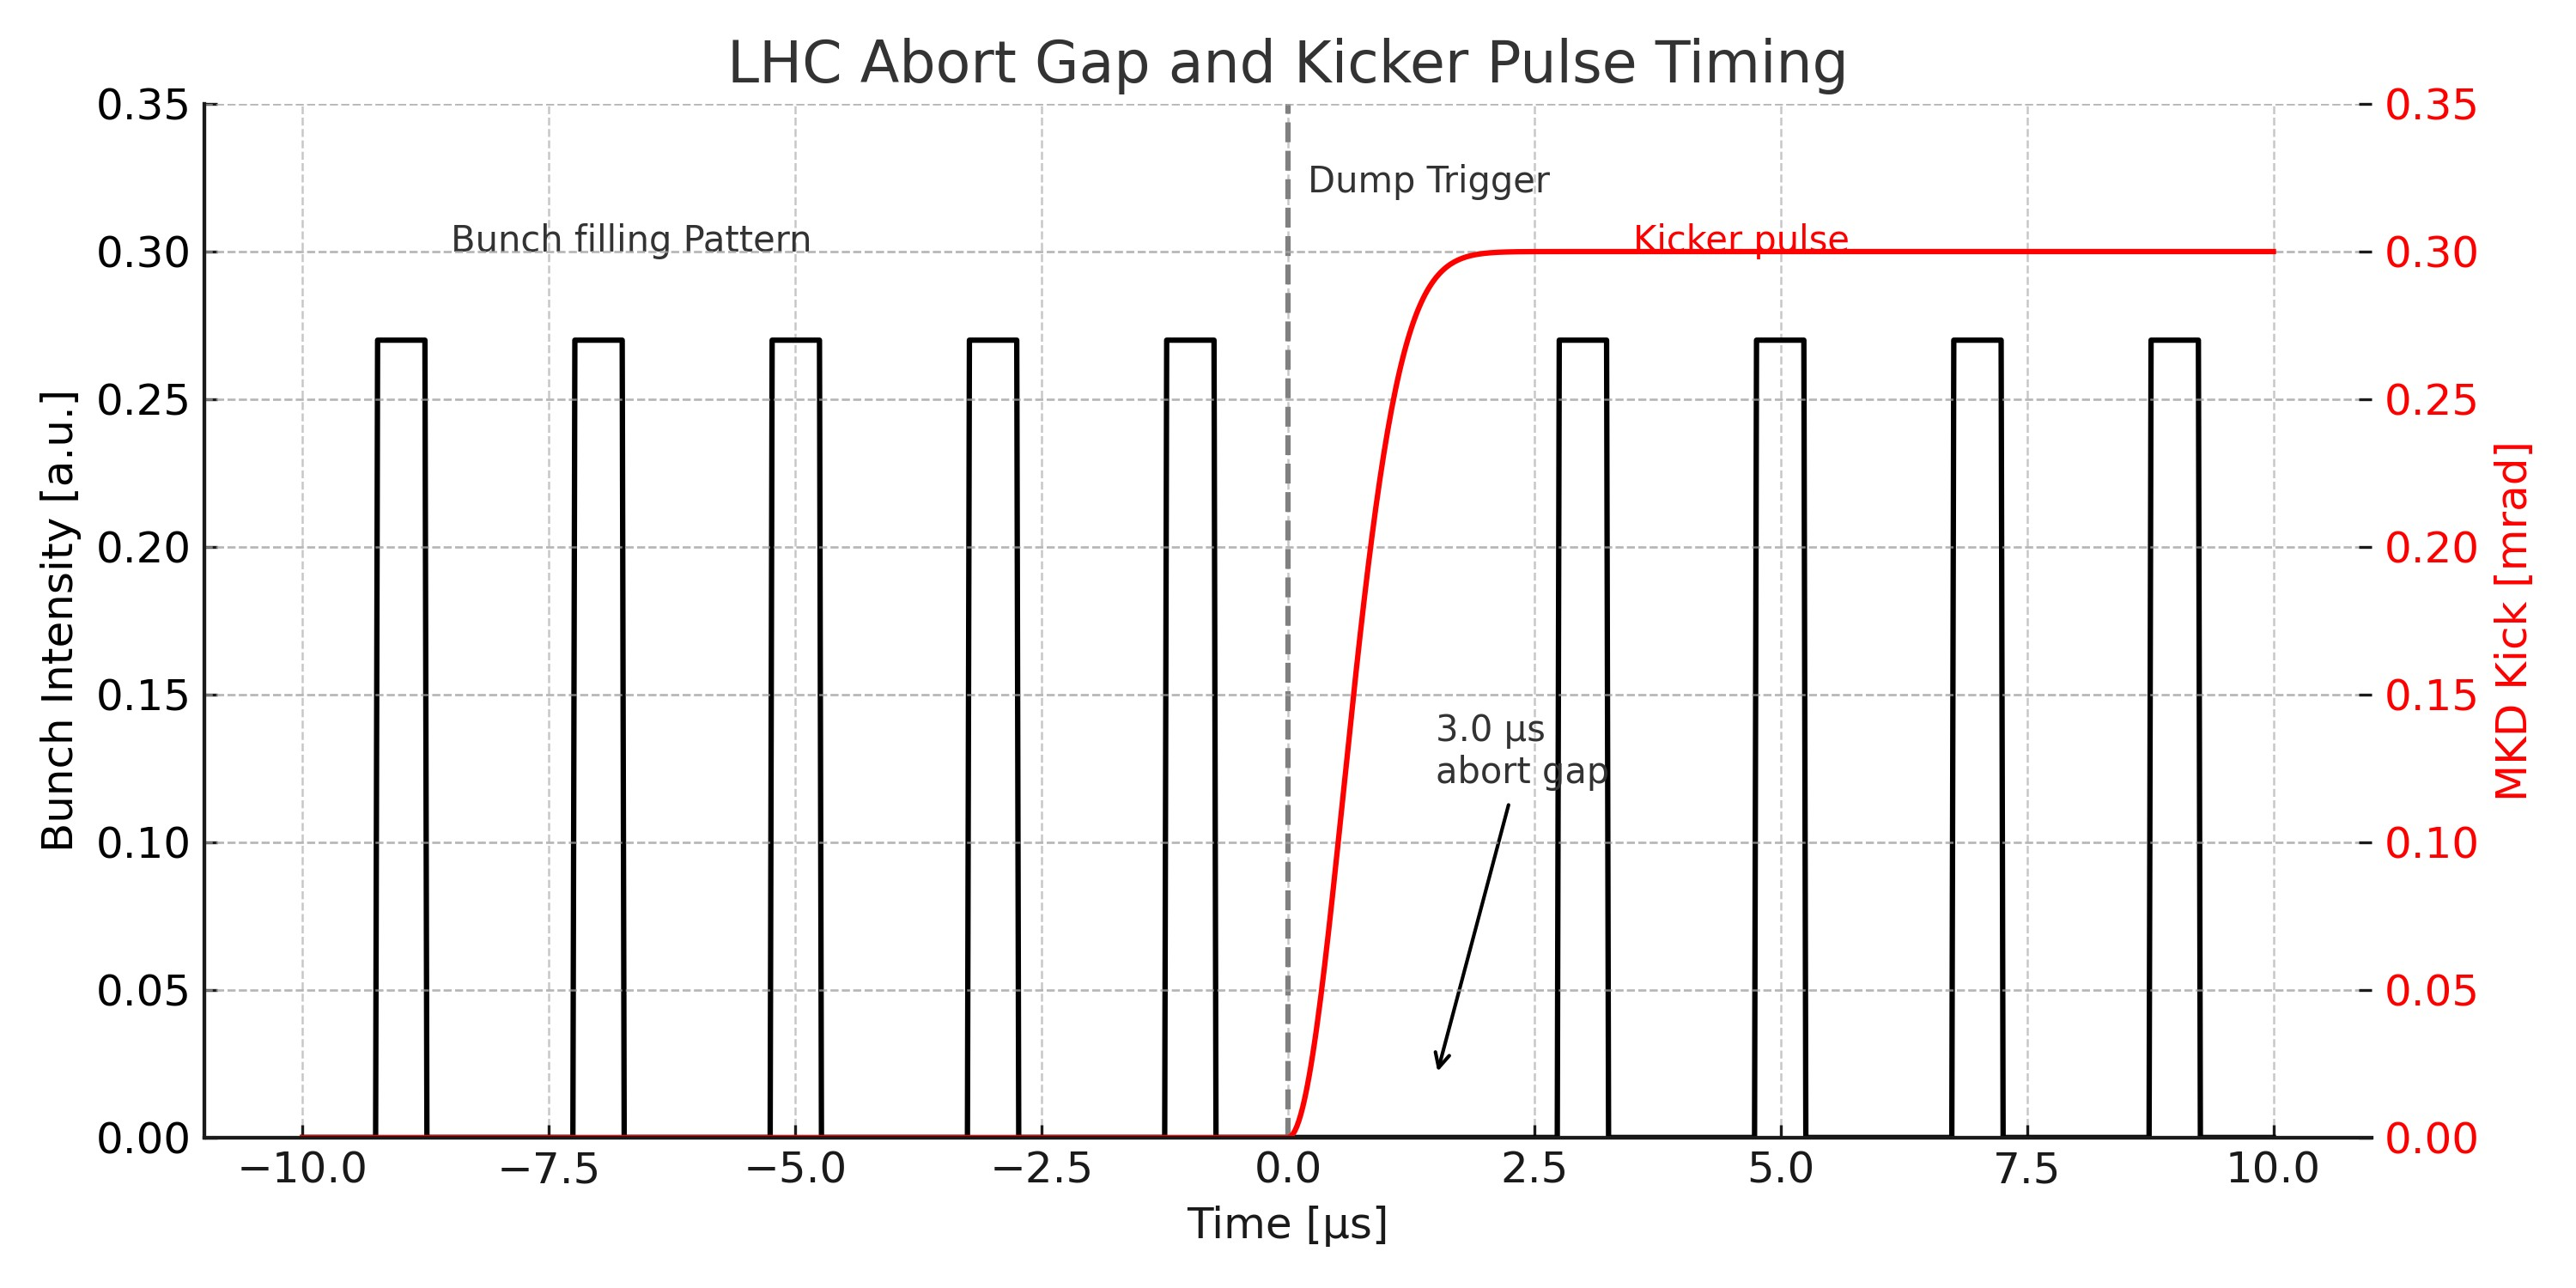 LHC Abort Gap and Kicker Pulse Timing
0.35
0.30
0.25
0.20
0.15
0.10
0.05
0.00
Bunch Intensity [a.u.]
Bunch filling Pattern
Dump Trigger
Kicker pulse
3.0 µs
abort gap
0.35
0.30
0.25
0.20
0.15
0.10
0.05
0.00
MKD Kick [mrad]
−10.0
−7.5
−5.0
−2.5
0.0
2.5
5.0
7.5
10.0
Time [µs]